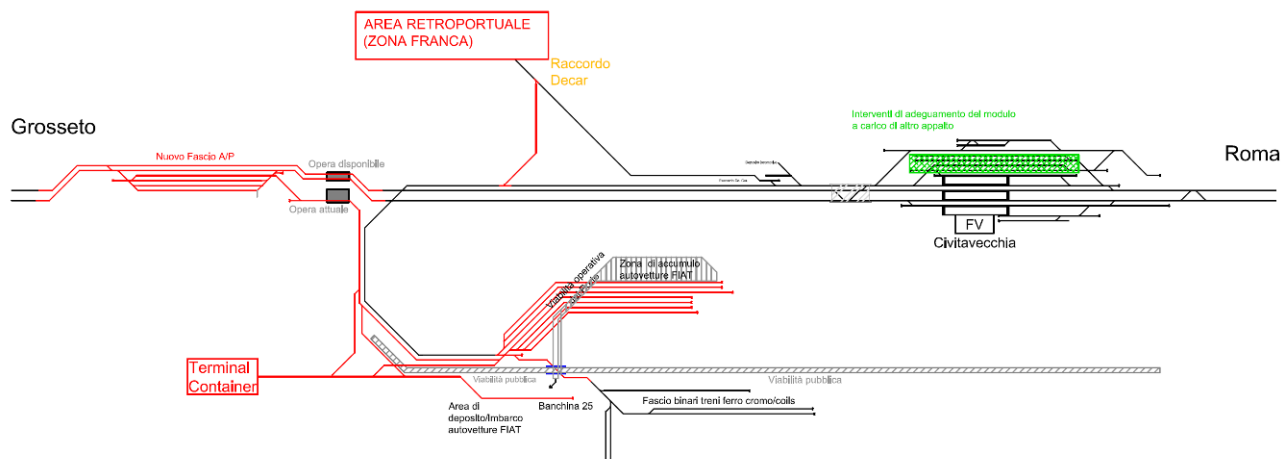 AREA RETROPORTUALE
(ZONA FRANCA)
Raccordo
Decar
Interventi di adeguamento del modulo
a carico di altro appalto
Grosseto
Roma
Nuovo Fascio A/P
Opera disponibile
Opera attuale
FV
Civitavecchia
Viabilità operativa
Zona di accumulo
autovetture FIAT
Terminal
Container
Viabilità pubblica
Viabilità pubblica
Area di
deposito/Imbarco
autovetture FIAT
Banchina 25
Fascio binari treni ferro cromo/coils